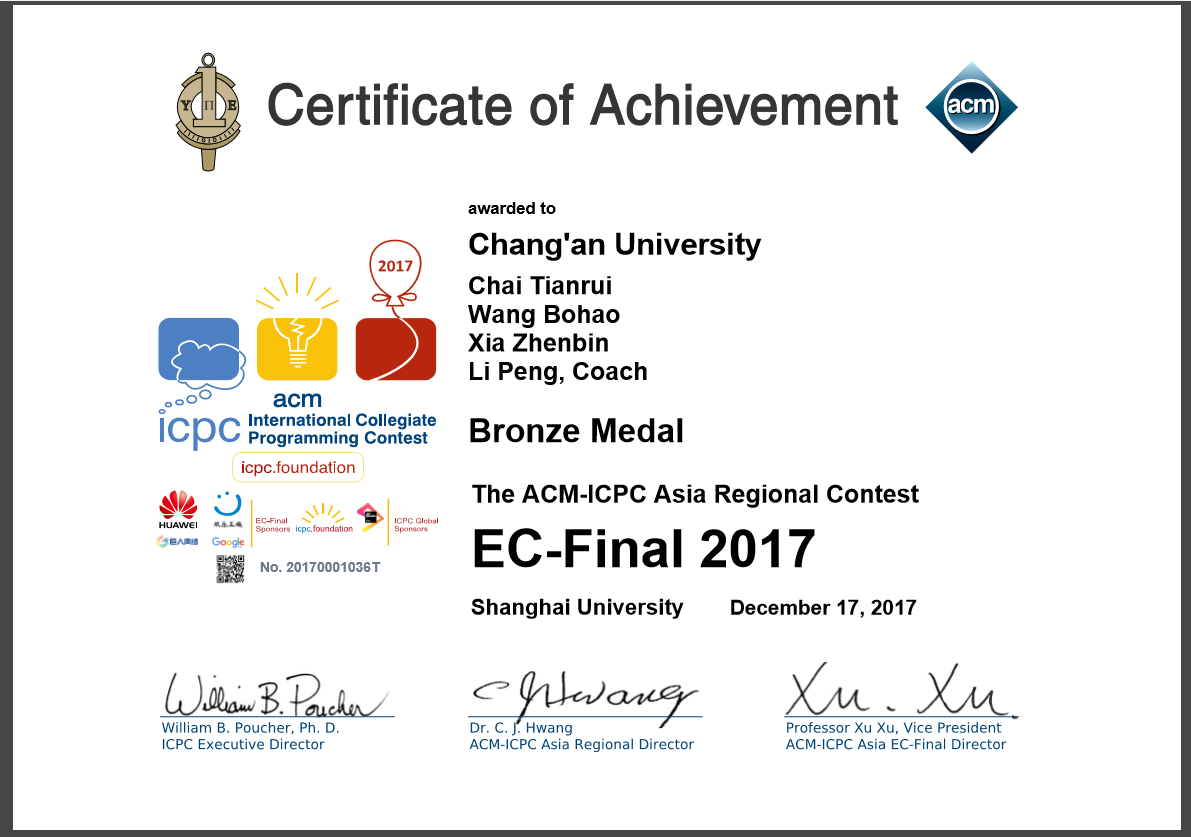 Υ Π Ε
Certificate of Achievement
acm
awarded to
Chang'an University
Chai Tianrui
Wang Bohao
Xia Zhenbin
Li Peng, Coach
Bronze Medal
The ACM-ICPC Asia Regional Contest
EC-Final 2017
Shanghai University December 17, 2017
2017
acm
icpc International Collegiate
Programming Contest
icpc.foundation
HUAWEI
EC-Final
Sponsors
icpc.foundation
ICPC Global
Sponsors
巨人网络
Google
No. 20170001036T
William B. Poucher
William B. Poucher, Ph. D.
ICPC Executive Director
C J Hwang
Dr. C. J. Hwang
ACM-ICPC Asia Regional Director
Xu. Xu
Professor Xu Xu, Vice President
ACM-ICPC Asia EC-Final Director